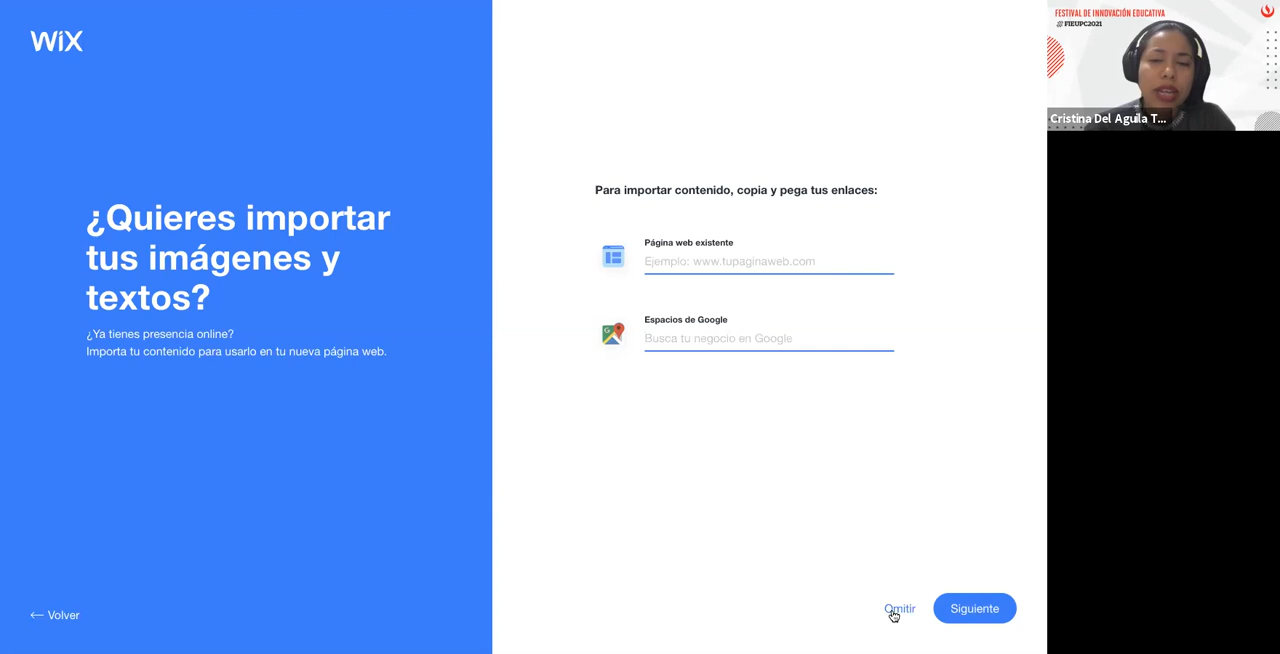 WiX
¿Quieres importar
tus imágenes y
textos?
¿Ya tienes presencia online?
Importa tu contenido para usarlo en tu nueva página web.
← Volver
Para importar contenido, copia y pega tus enlaces:
Página web existente
Ejemplo: www.tupaginaweb.com
Espacios de Google
Busca tu negocio en Google
Omitir
Siguiente
FESTIVAL DE INNOVACIÓN EDUCATIVA
# FIEUPC2021
Cristina Del Aguila T...